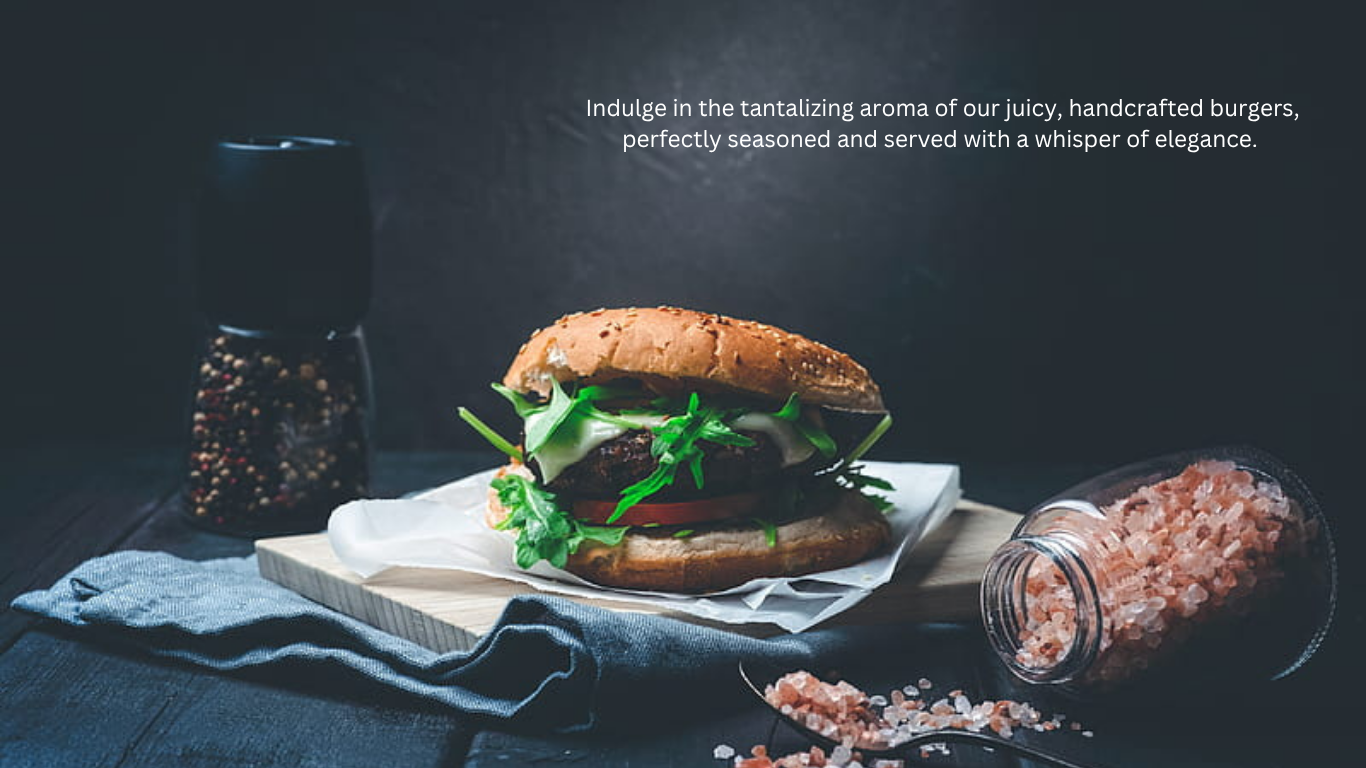 Indulge in the tantalizing aroma of our juicy, handcrafted burgers,
perfectly seasoned and served with a whisper of elegance.